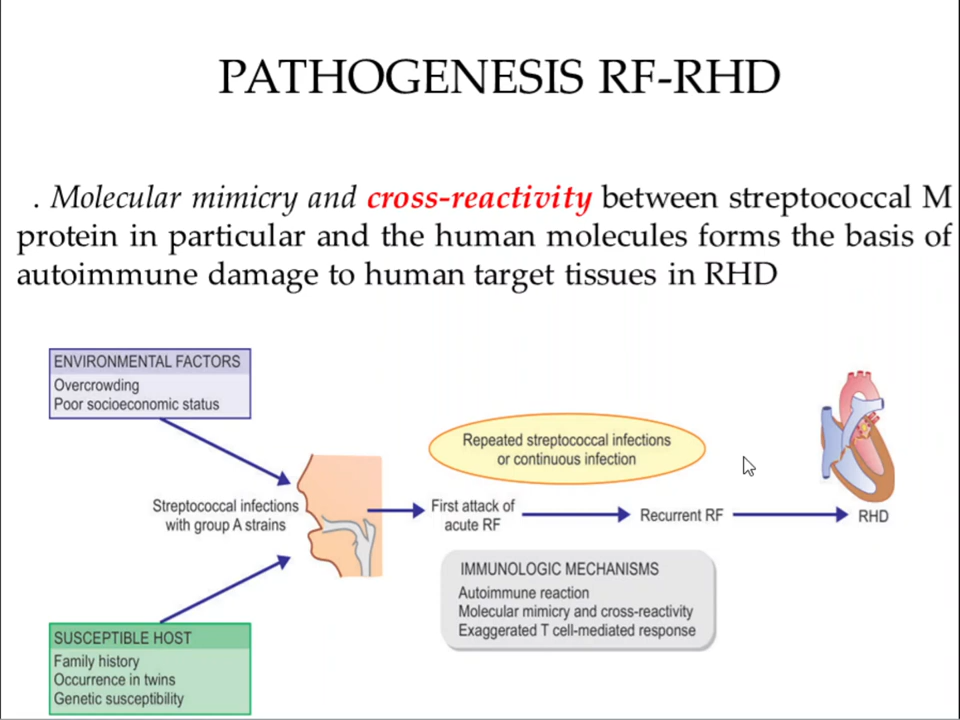 PATHOGENESIS RF-RHD
. Molecular mimicry and cross-reactivity between streptococcal M
protein in particular and the human molecules forms the basis of
autoimmune damage to human target tissues in RHD
ENVIRONMENTAL FACTORS
Overcrowding
Poor socioeconomic status
Repeated streptococcal infections
or continuous infection
Streptococcal infections
with group A strains
First attack of
acute RF
Recurrent RF
RHD
IMMUNOLOGIC MECHANISMS
Autoimmune reaction
Molecular mimicry and cross-reactivity
Exaggerated T cell-mediated response
SUSCEPTIBLE HOST
Family history
Occurrence in twins
Genetic susceptibility